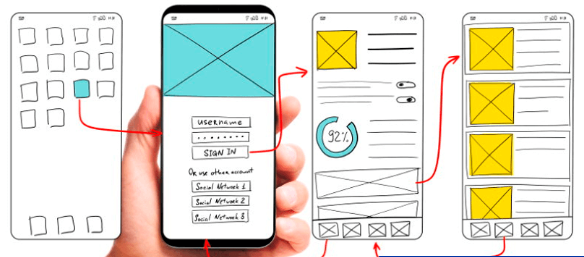 Username
SIGN IN
Or use other account
Social Network 1
Social Network 2
Social Network 3
92%